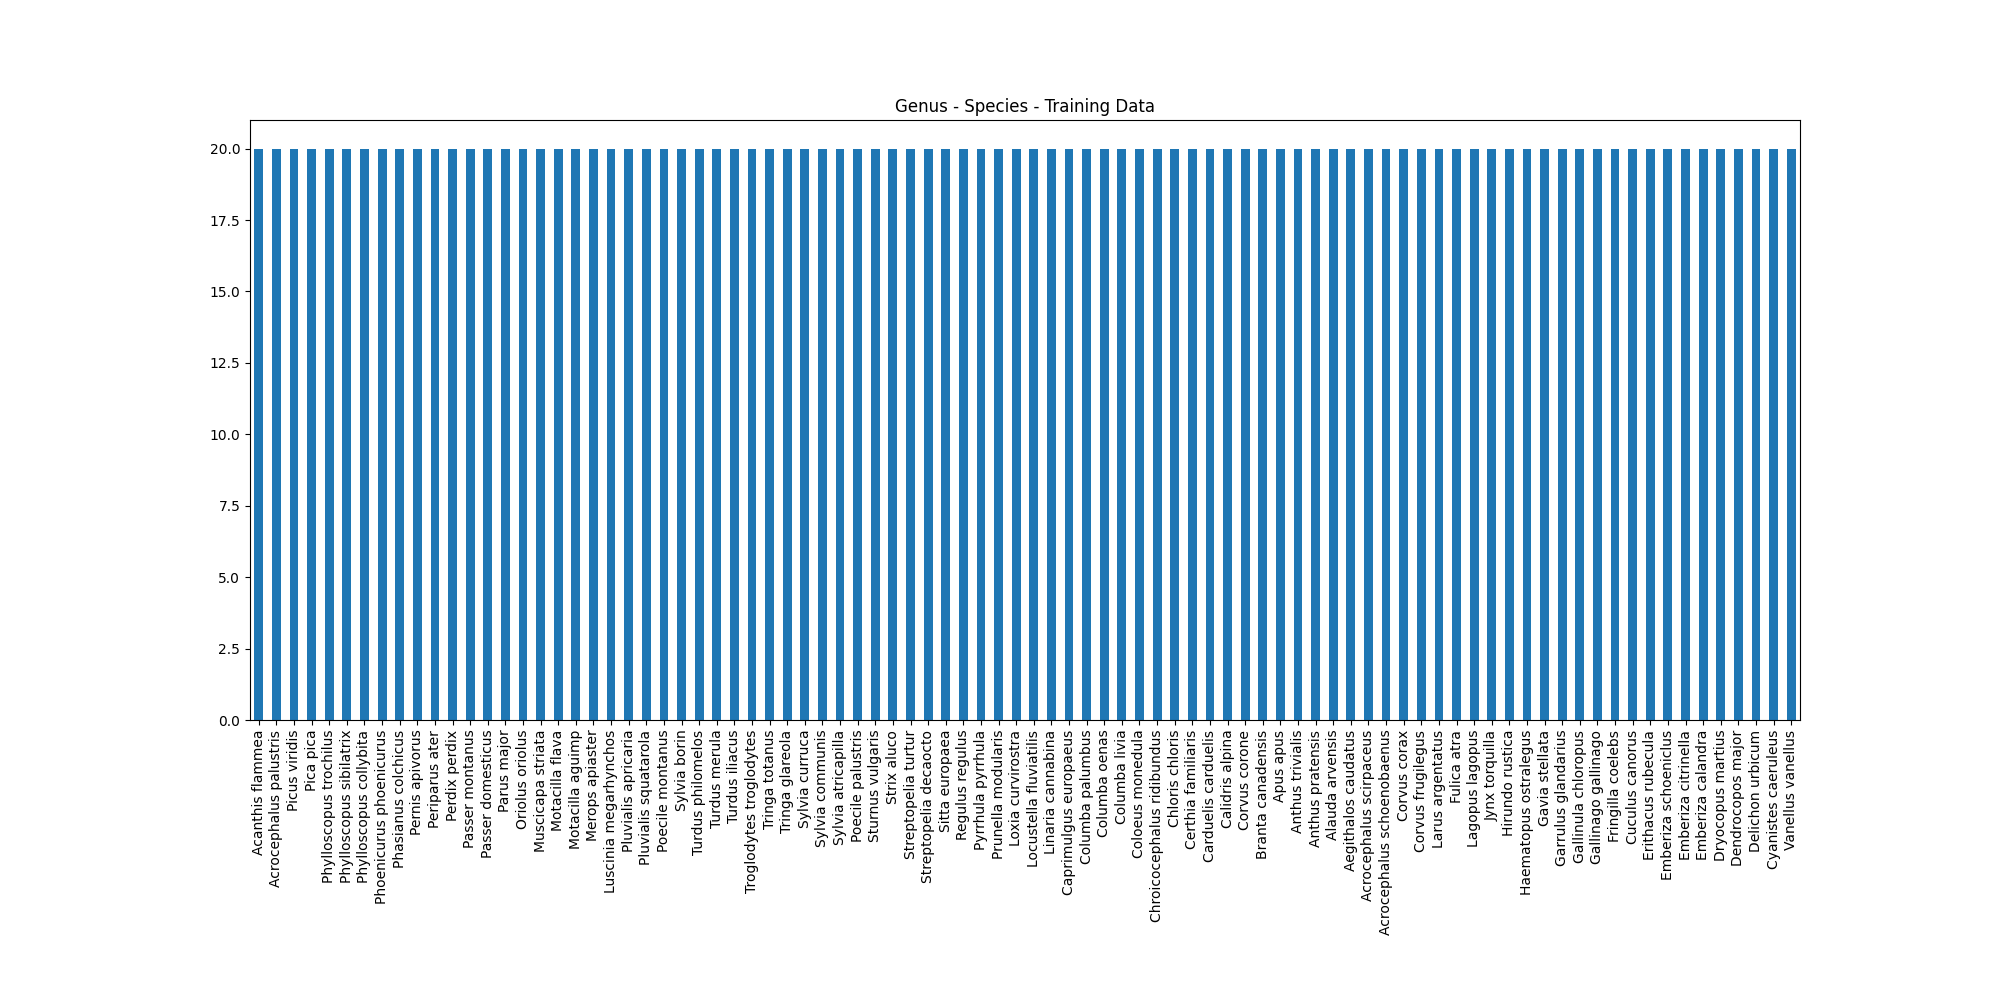 Genus - Species - Training Data
20.0
17.5
15.0
12.5
10.0
7.5
5.0
2.5
0.0
Acanthis flammea
Acrocephalus palustris
Picus viridis
Pica pica
Phylloscopus trochilus
Phylloscopus sibilatrix
Phylloscopus collybita
Phoenicurus phoenicurus
Phasianus colchicus
Pernis apivorus
Periparus ater
Perdix perdix
Passer montanus
Passer domesticus
Parus major
Oriolus oriolus
Muscicapa striata
Motacilla flava
Motacilla aguimp
Merops apiaster
Luscinia megarhynchos
Pluvialis apricaria
Pluvialis squatarola
Poecile montanus
Sylvia borin
Turdus philomelos
Turdus merula
Turdus iliacus
Troglodytes troglodytes
Tringa totanus
Tringa glareola
Sylvia curruca
Sylvia communis
Sylvia atricapilla
Poecile palustris
Sturnus vulgaris
Strix aluco
Streptopelia turtur
Streptopelia decaocto
Sitta europaea
Regulus regulus
Pyrrhula pyrrhula
Prunella modularis
Loxia curvirostra
Locustella fluviatilis
Linaria cannabina
Caprimulgus europaeus
Columba palumbus
Columba oenas
Columba livia
Coloeus monedula
Chroicocephalus ridibundus
Chloris chloris
Certhia familiaris
Carduelis carduelis
Calidris alpina
Corvus corone
Branta canadensis
Apus apus
Anthus trivialis
Anthus pratensis
Alauda arvensis
Aegithalos caudatus
Acrocephalus scirpaceus
Acrocephalus schoenobaenus
Corvus corax
Corvus frugilegus
Larus argentatus
Fulica atra
Lagopus lagopus
Jynx torquilla
Hirundo rustica
Haematopus ostralegus
Gavia stellata
Garrulus glandarius
Gallinula chloropus
Gallinago gallinago
Fringilla coelebs
Cuculus canorus
Erithacus rubecula
Emberiza schoeniclus
Emberiza citrinella
Emberiza calandra
Dryocopus martius
Dendrocopos major
Delichon urbicum
Cyanistes caeruleus
Vanellus vanellus